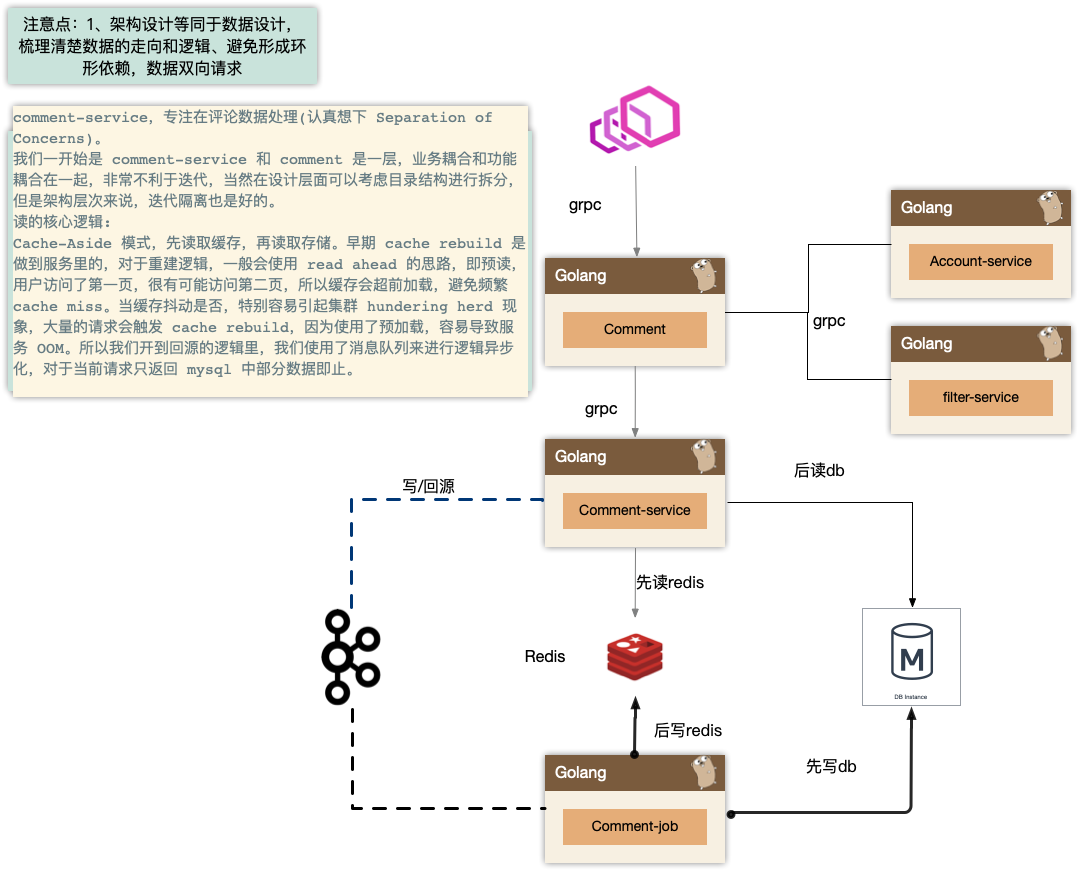 注意点：1、架构设计等同于数据设计，
梳理清楚数据的走向和逻辑、避免形成环
形依赖，数据双向请求
comment-service，专注在评论数据处理(认真想下 Separation of
Concerns)。
我们一开始是 comment-service 和 comment 是一层，业务耦合和功能
耦合在一起，非常不利于迭代，当然在设计层面可以考虑目录结构进行拆分，
但是架构层次来说，迭代隔离也是好的。
读的核心逻辑：
Cache-Aside 模式，先读取缓存，再读取存储。早期 cache rebuild 是
做到服务里的，对于重建逻辑，一般会使用 read ahead 的思路，即预读，
用户访问了第一页，很有可能访问第二页，所以缓存会超前加载，避免频繁
cache miss。当缓存抖动是否，特别容易引起集群 hundering herd 现
象，大量的请求会触发 cache rebuild，因为使用了预加载，容易导致服
务 OOM。所以我们开到回源的逻辑里，我们使用了消息队列来进行逻辑异步
化，对于当前请求只返回 mysql 中部分数据即止。
grpc
Golang
Comment
grpc
Golang
Account-service
Golang
filter-service
grpc
Golang
Comment-service
写/回源
后读db
先读redis
Redis
M
DB Instance
后写redis
先写db
Golang
Comment-job